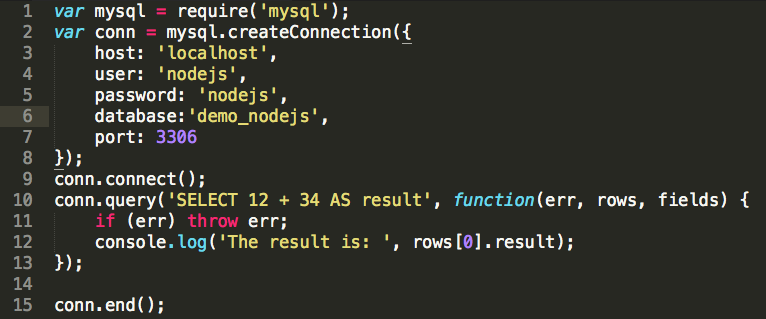 1 var mysql = require('mysql');
2 var conn = mysql.createConnection({
3     host: 'localhost',
4     user: 'nodejs',
5     password: 'nodejs',
6     database:'demo_nodejs',
7     port: 3306
8 });
9 conn.connect();
10 conn.query('SELECT 12 + 34 AS result', function(err, rows, fields) {
11     if (err) throw err;
12     console.log('The result is: ', rows[0].result);
13 });
14
15 conn.end();